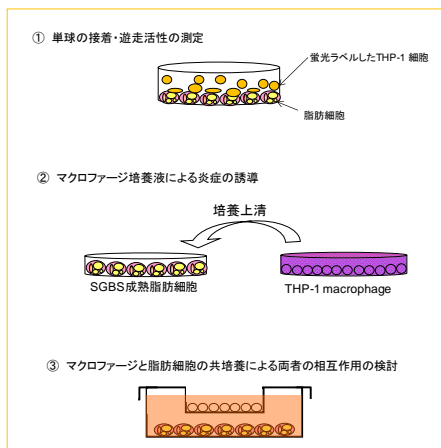 ① 単球の接着・遊走活性の測定
蛍光ラベルしたTHP-1 細胞
脂肪細胞
② マクロファージ培養液による炎症の誘導
培養上清
SGBS成熟脂肪細胞
THP-1 macrophage
③ マクロファージと脂肪細胞の共培養による両者の相互作用の検討